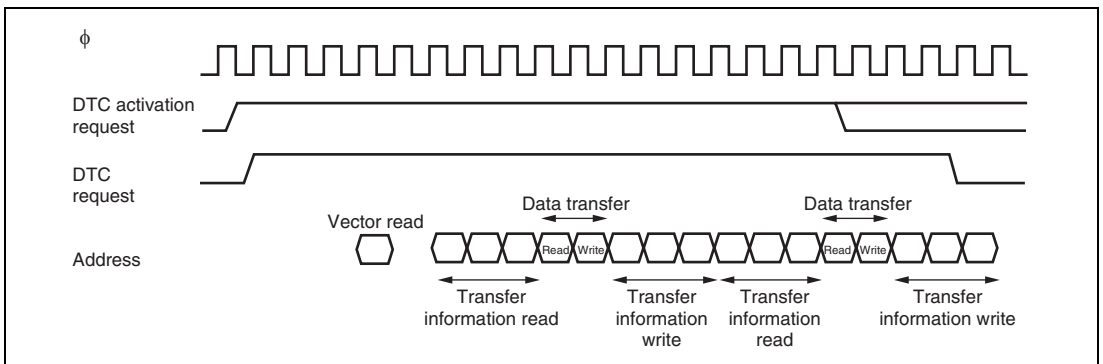 ϕ
DTC activation
request
DTC
request
Data transfer
Data transfer
Vector read
Read
Write
Read
Write
Address
Transfer
information read
Transfer
information
write
Transfer
information
read
Transfer
information write